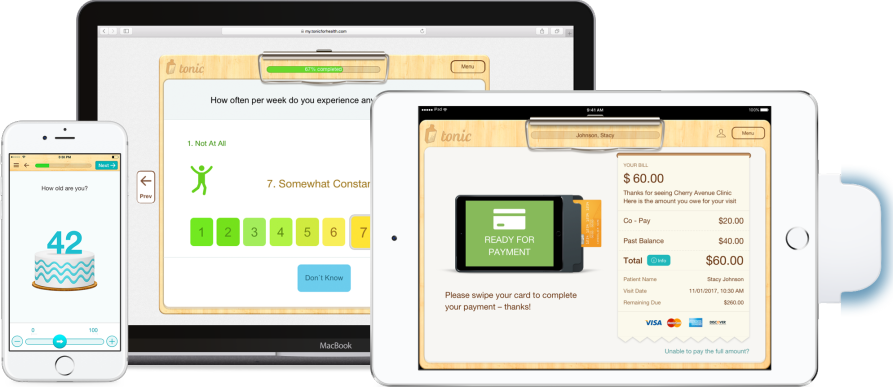 my.tonicforhealth.com
tonic
67% completed
Menu
How often per week do you experience any
1. Not At All
7. Somewhat Constan
Prev
1 2 3 4 5 6 7
Don't Know
MacBook
Next
How old are you?
42
0 100
iPad
9:41 AM
100%
tonic
Johnson, Stacy
Menu
READY FOR
PAYMENT
Please swipe your card to complete
your payment – thanks!
YOUR BILL
$ 60.00
Thanks for seeing Cherry Avenue Clinic
Here is the amount you owe for your visit
Co - Pay $20.00
Past Balance $40.00
Total Info $60.00
Patient Name Stacy Johnson
Visit Date 11/01/2017, 10:30 AM
Remaining Due $260.00
VISA DISCOVER
Unable to pay the full amount?